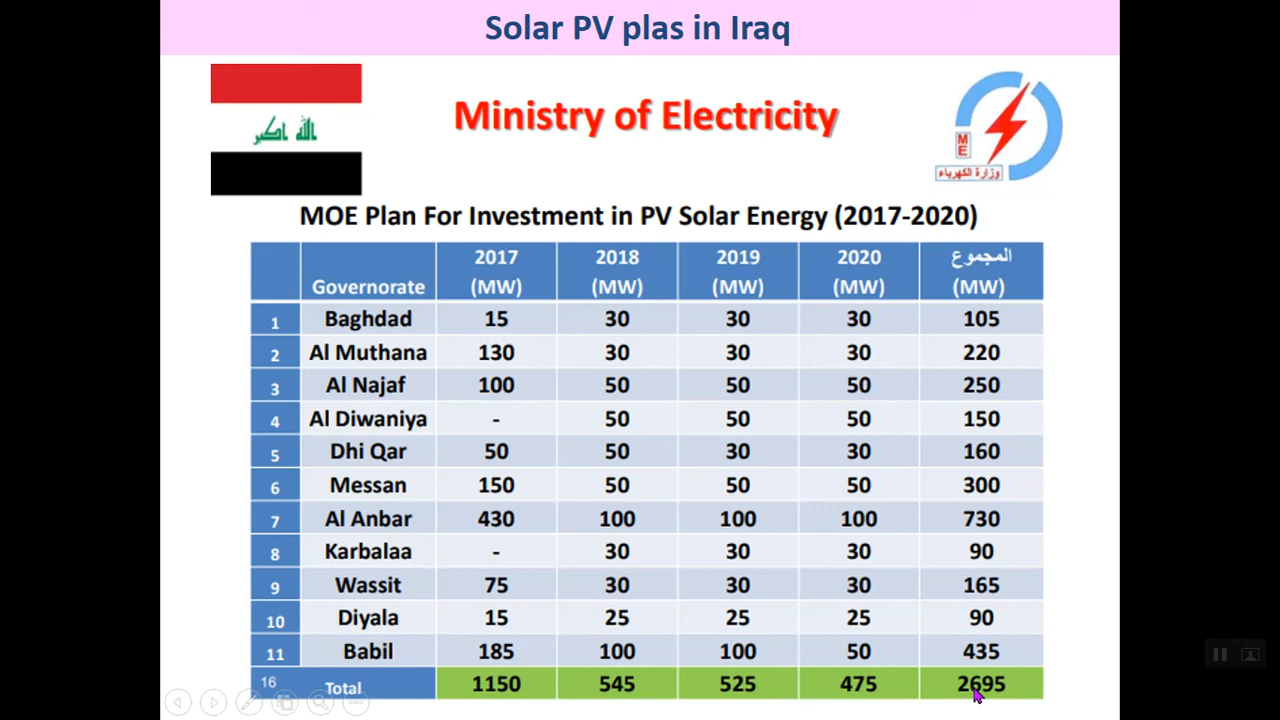 Solar PV plas in Iraq
الله اكبر
Ministry of Electricity
M
E
وزارة الكهرباء
MOE Plan For Investment in PV Solar Energy (2017-2020)
Governorate 2017 (MW) 2018 (MW) 2019 (MW) 2020 (MW) المجموع (MW)
1 Baghdad 15 30 30 30 105
2 Al Muthana 130 30 30 30 220
3 Al Najaf 100 50 50 50 250
4 Al Diwaniya - 50 50 50 150
5 Dhi Qar 50 50 30 30 160
6 Messan 150 50 50 50 300
7 Al Anbar 430 100 100 100 730
8 Karbalaa - 30 30 30 90
9 Wassit 75 30 30 30 165
10 Diyala 15 25 25 25 90
11 Babil 185 100 100 50 435
16 Total 1150 545 525 475 2695